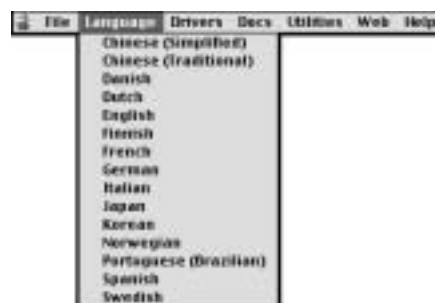 File Language Drivers Docs Utilities Web Help
Chinese (Simplified)
Chinese (Traditional)
Danish
Dutch
English
Finnish
French
German
Italian
Japan
Korean
Norwegian
Portuguese (Brazilian)
Spanish
Swedish